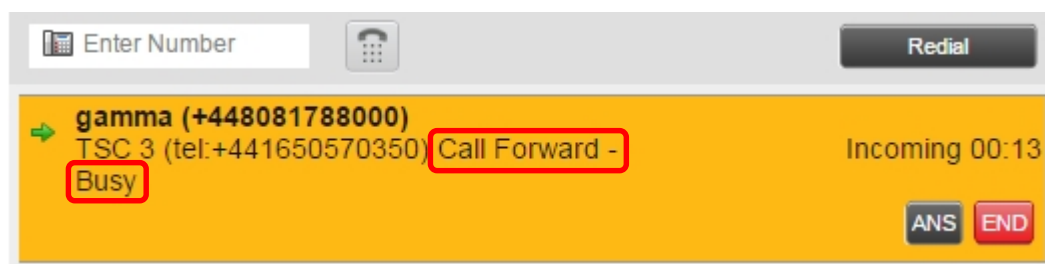 Enter Number
Redial
gamma (+448081788000)
TSC 3 (tel:+441650570350) Call Forward -
Busy
Incoming 00:13
ANS END